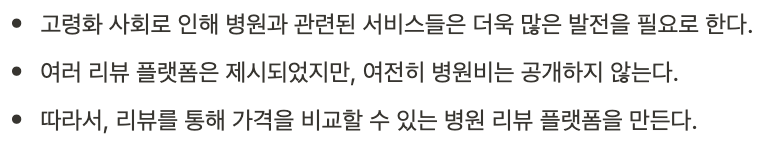 • 고령화 사회로 인해 병원과 관련된 서비스들은 더욱 많은 발전을 필요로 한다.
• 여러 리뷰 플랫폼은 제시되었지만, 여전히 병원비는 공개하지 않는다.
• 따라서, 리뷰를 통해 가격을 비교할 수 있는 병원 리뷰 플랫폼을 만든다.